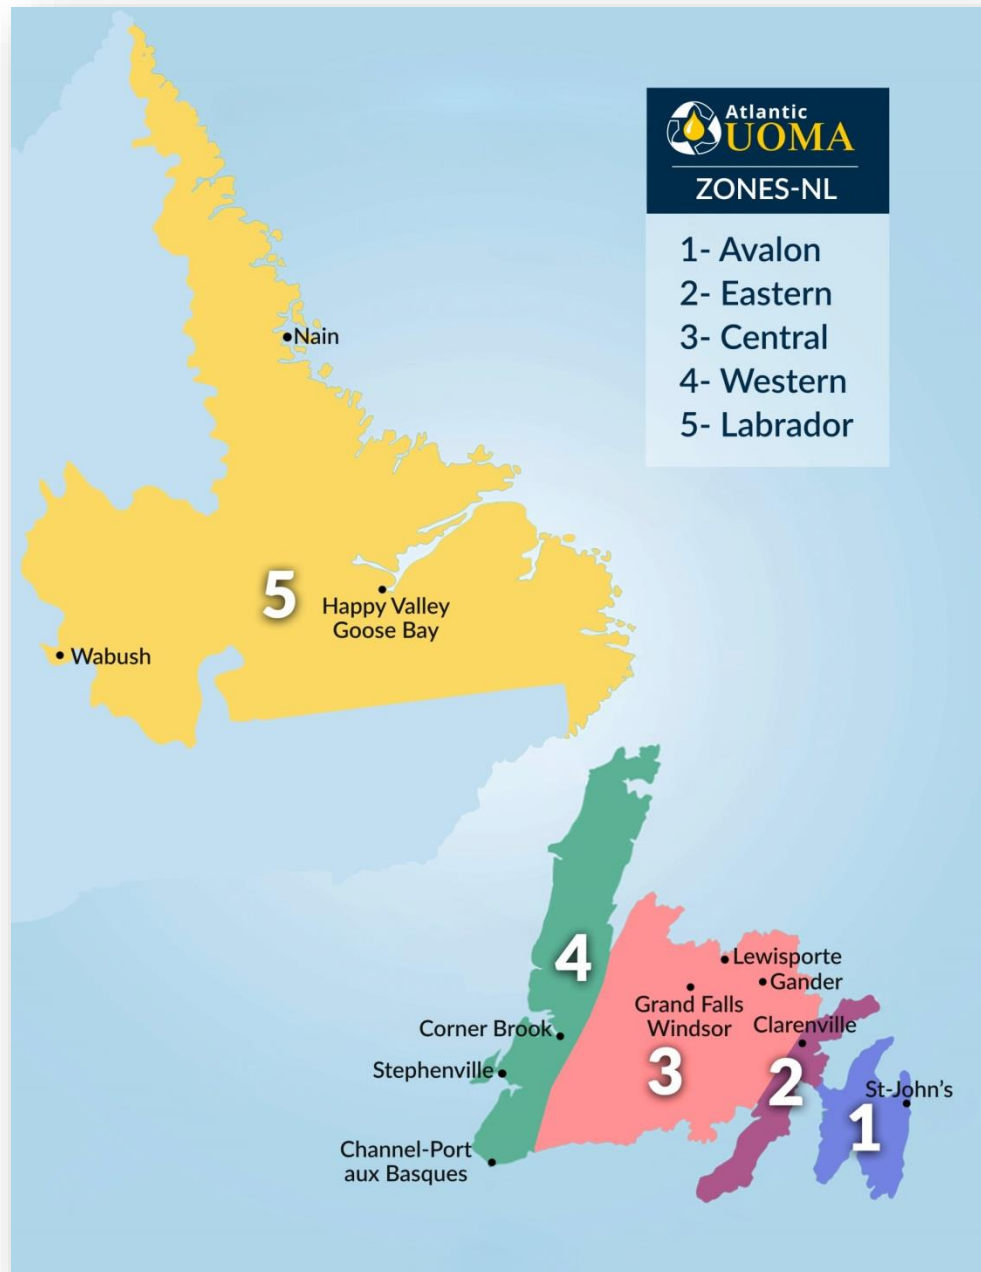 Atlantic
UOMA
ZONES-NL
1- Avalon
2- Eastern
3- Central
4- Western
5- Labrador
Nain
5
Happy Valley
Goose Bay
Wabush
4
Lewisporte
Gander
Grand Falls
Windsor
Clarenville
Corner Brook
3
Stephenville
2
St-John's
1
Channel-Port
aux Basques